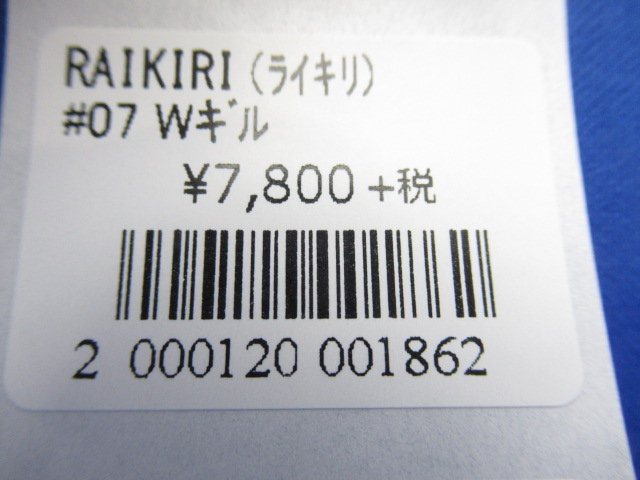 RAIKIRI (ﾗｲｷﾘ)
#07 Wｷﾞﾙ
¥7,800 +税
2 000120 001862